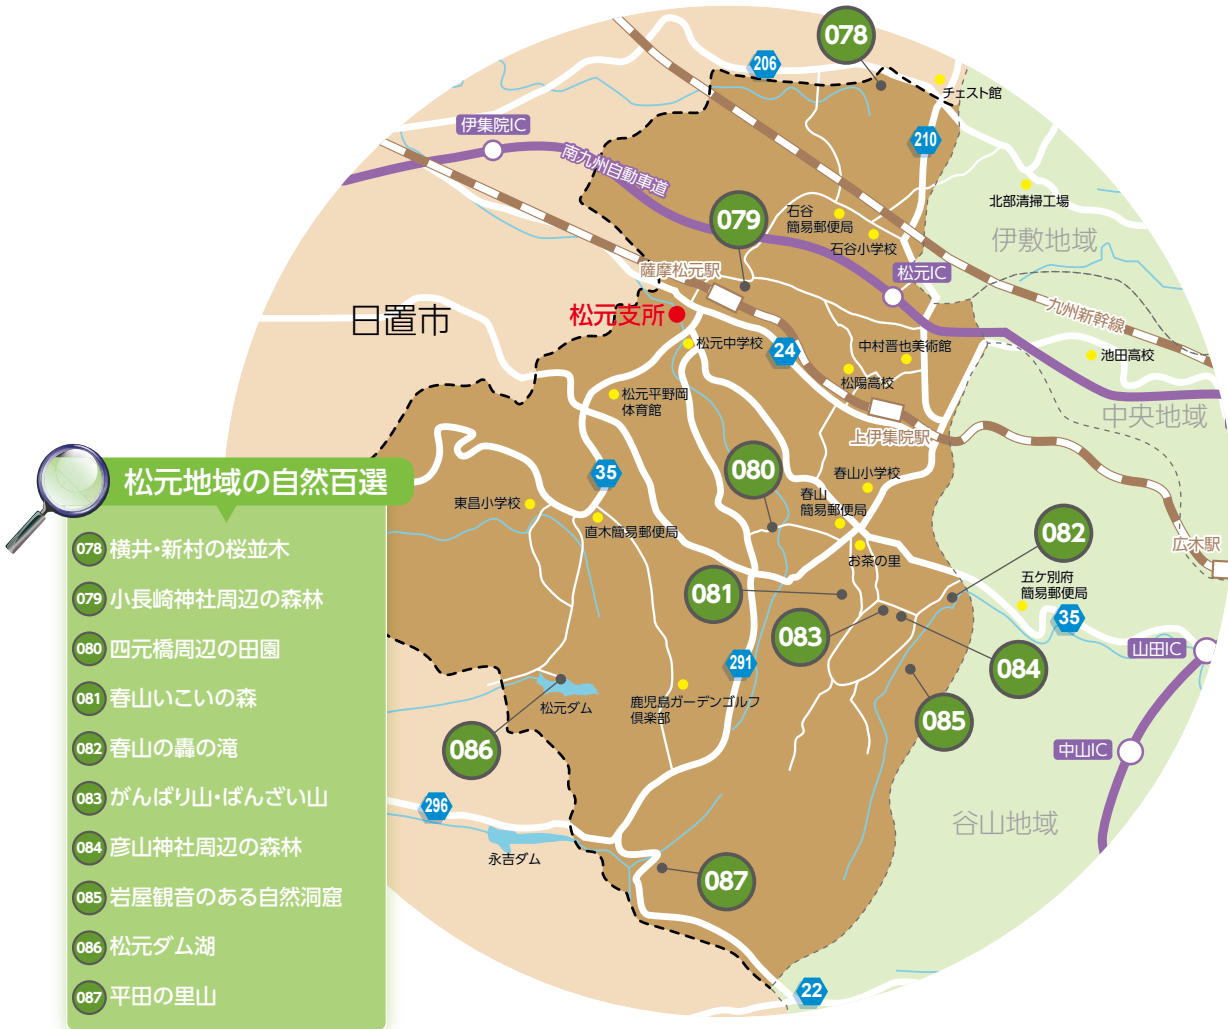 078
206
チェスト館
伊集院IC
210
南九州自動車道
北部清掃工場
079
石谷
簡易郵便局
石谷小学校
伊敷地域
薩摩松元駅
松元IC
日置市
松元支所
九州新幹線
松元中学校
24
中村晋也美術館
池田高校
松陽高校
松元平野岡
体育館
中央地域
上伊集院駅
松元地域の自然百選
35
080
春山小学校
東昌小学校
春山
簡易郵便局
直木簡易郵便局
082
広木駅
お茶の里
078 横井・新村の桜並木
079 小長崎神社周辺の森林
080 四元橋周辺の田園
081 春山いこいの森
082 春山の轟の滝
083 がんばり山・ばんざい山
084 彦山神社周辺の森林
085 岩屋観音のある自然洞窟
086 松元ダム湖
087 平田の里山
081
五ケ別府
簡易郵便局
083
35
山田IC
291
084
松元ダム
鹿児島ガーデンゴルフ
倶楽部
085
086
中山IC
296
谷山地域
永吉ダム
087
22